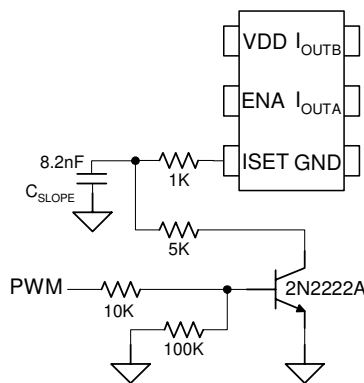 VDD IOUTB
ENA IOUTA
8.2nF
ISET GND
1K
CSLOPE
5K
PWM
2N2222A
10K
100K